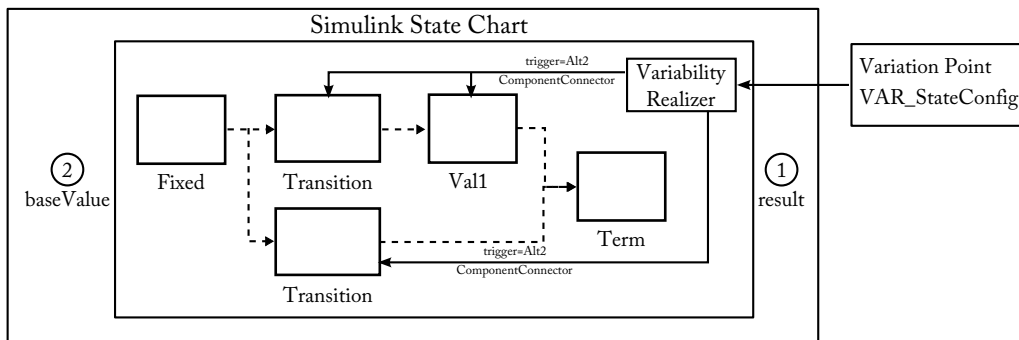 Simulink State Chart
trigger=Alt2
ComponentConnector
Variability
Realizer
Variation Point
VAR_StateConfig
Fixed
Transition
Val1
2
baseValue
1
result
Term
trigger=Alt2
ComponentConnector
Transition